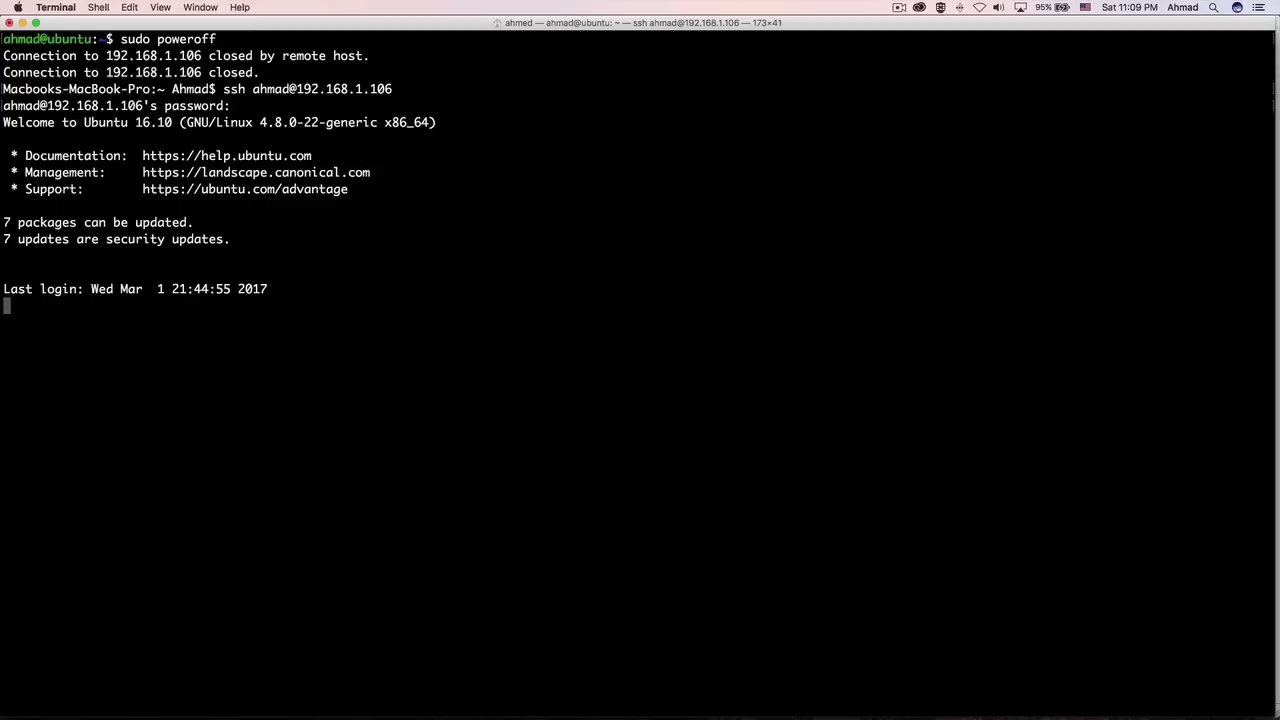 Terminal Shell Edit View Window Help 95% Sat 11:09 PM Ahmad
ahmed — ahmad@ubuntu: ~ — ssh ahmad@192.168.1.106 — 173×41
ahmad@ubuntu:~$ sudo poweroff
Connection to 192.168.1.106 closed by remote host.
Connection to 192.168.1.106 closed.
Macbooks-MacBook-Pro:~ Ahmad$ ssh ahmad@192.168.1.106
ahmad@192.168.1.106's password:
Welcome to Ubuntu 16.10 (GNU/Linux 4.8.0-22-generic x86_64)
* Documentation: https://help.ubuntu.com
* Management: https://landscape.canonical.com
* Support: https://ubuntu.com/advantage
7 packages can be updated.
7 updates are security updates.
Last login: Wed Mar 1 21:44:55 2017